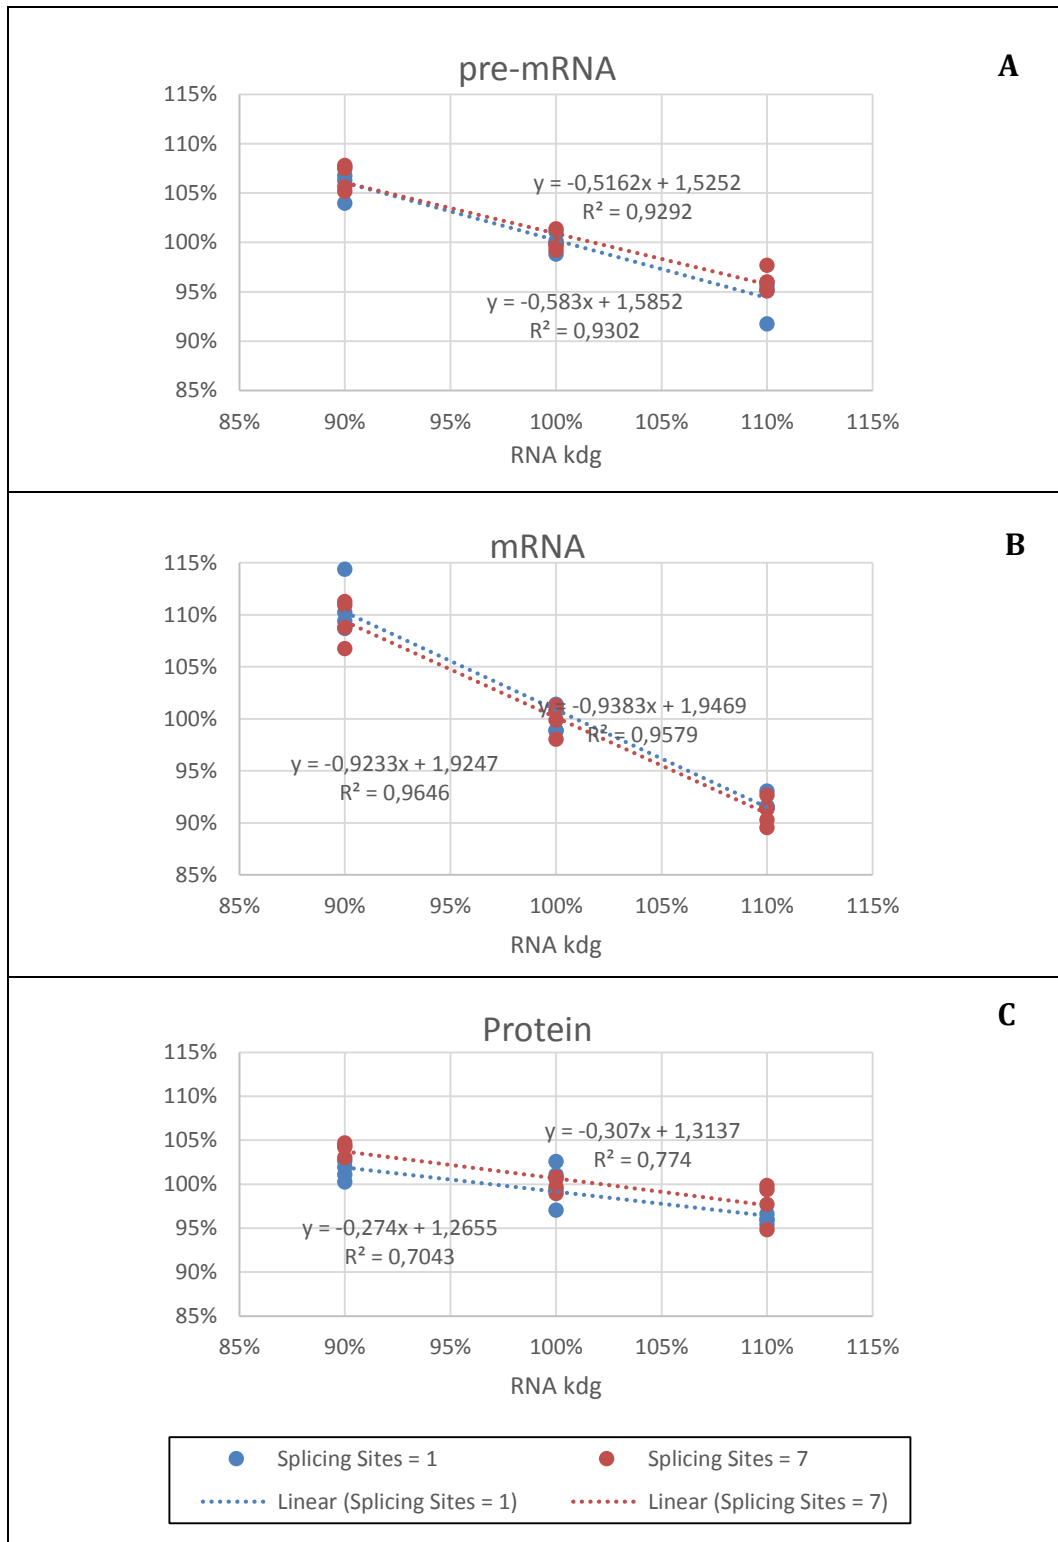 pre-mRNA
A
115%
110%
105%
100%
95%
90%
85%
y = -0,5162x + 1,5252
R² = 0,9292
y = -0,583x + 1,5852
R² = 0,9302
85% 90% 95% 100% 105% 110% 115%
RNA kdg
mRNA
B
115%
110%
105%
100%
95%
90%
85%
y = -0,9383x + 1,9469
R² = 0,9579
y = -0,9233x + 1,9247
R² = 0,9646
85% 90% 95% 100% 105% 110% 115%
RNA kdg
Protein
C
115%
110%
105%
100%
95%
90%
85%
y = -0,307x + 1,3137
R² = 0,774
y = -0,274x + 1,2655
R² = 0,7043
85% 90% 95% 100% 105% 110% 115%
RNA kdg
Splicing Sites = 1 Splicing Sites = 7
Linear (Splicing Sites = 1) Linear (Splicing Sites = 7)